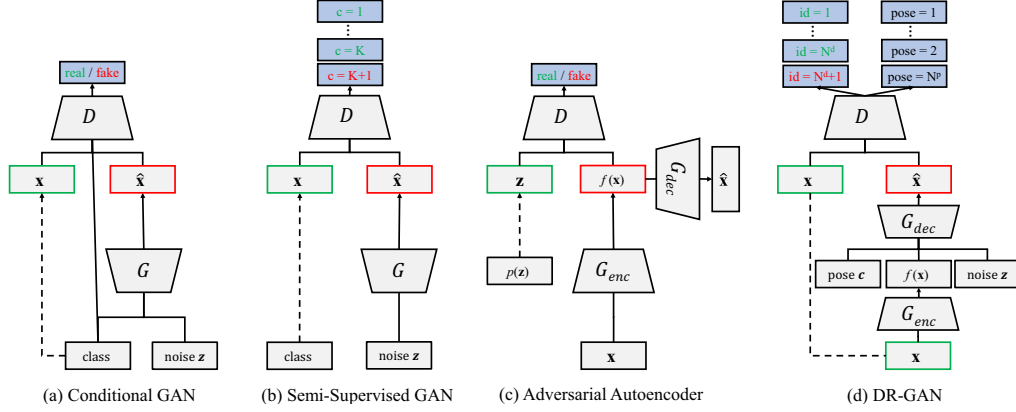 real / fake
D
x
x̂
G
class
noise z
(a) Conditional GAN
c = 1
c = K
c = K+1
D
x
x̂
G
class
noise z
(b) Semi-Supervised GAN
real / fake
D
z
f(x)
G_dec
x̂
p(z)
G_enc
x
(c) Adversarial Autoencoder
id = 1
id = N^d
id = N^d+1
pose = 1
pose = 2
pose = N^p
D
x
x̂
G_dec
pose c
f(x)
noise z
G_enc
x
(d) DR-GAN